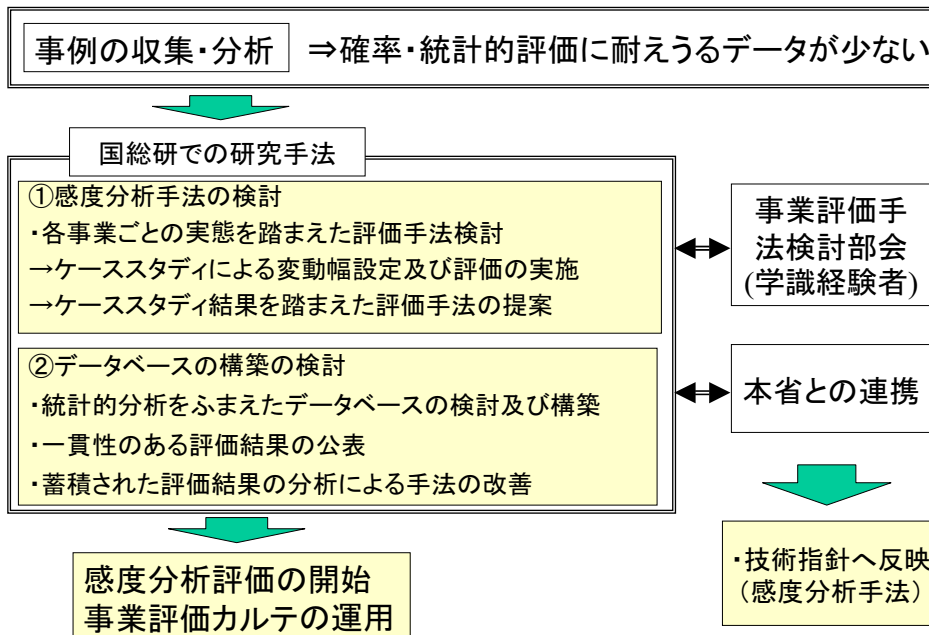 事例の収集・分析 ⇒確率・統計的評価に耐えうるデータが少ない
国総研での研究手法
①感度分析手法の検討
・各事業ごとの実態を踏まえた評価手法検討
→ケーススタディによる変動幅設定及び評価の実施
→ケーススタディ結果を踏まえた評価手法の提案
②データベースの構築の検討
・統計的分析をふまえたデータベースの検討及び構築
・一貫性のある評価結果の公表
・蓄積された評価結果の分析による手法の改善
事業評価手
法検討部会
(学識経験者)
本省との連携
感度分析評価の開始
事業評価カルテの運用
・技術指針へ反映
（感度分析手法）